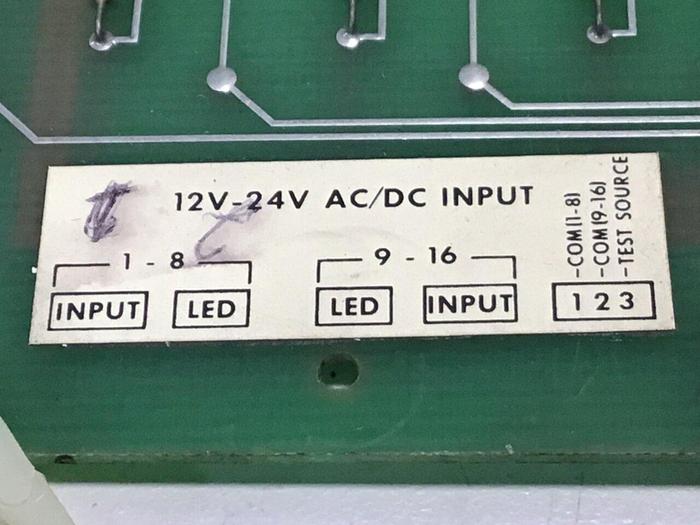 12V-24V AC/DC INPUT
1 - 8
9 - 16
INPUT LED LED INPUT 1 2 3
-COM(1-8)
-COM(9-16)
-TEST SOURCE